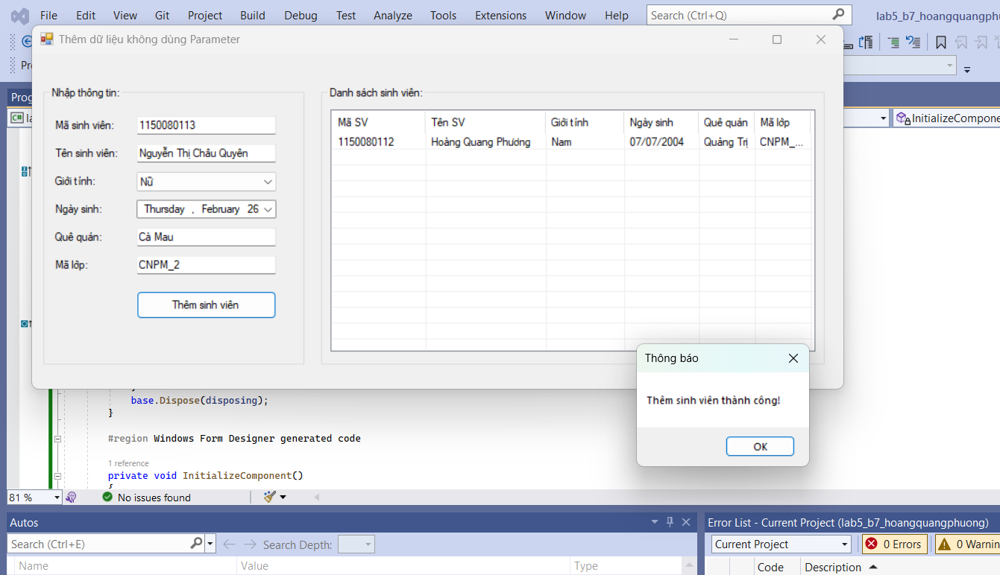 File Edit View Git Project Build Debug Test Analyze Tools Extensions Window Help Search (Ctrl+Q) lab5_b7_hoangquangphu
Thêm dữ liệu không dùng Parameter
Nhập thông tin:
Mã sinh viên: 1150080113
Tên sinh viên: Nguyễn Thị Châu Quyên
Giới tính: Nữ
Ngày sinh: Thursday , February 26
Quê quán: Cà Mau
Mã lớp: CNPM_2
Thêm sinh viên
Danh sách sinh viên:
Mã SV Tên SV Giới tính Ngày sinh Quê quán Mã lớp
1150080112 Hoàng Quang Phương Nam 07/07/2004 Quảng Trị CNPM_...
Thông báo
Thêm sinh viên thành công!
OK
Prog
C# la
InitializeCompone
base.Dispose(disposing);
}
#region Windows Form Designer generated code
1 reference
private void InitializeComponent()
{
81 % No issues found
Autos
Search (Ctrl+E) Search Depth:
Name Value Type
Error List - Current Project (lab5_b7_hoangquangphuong)
Current Project 0 Errors 0 Warnin
Code Description